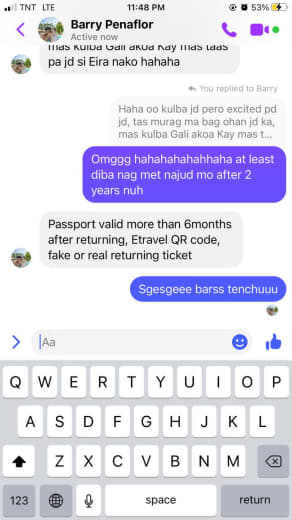 TNT LTE
11:48 PM
53%
Barry Penaflor
Active now
mas kulba Gali akoa Kay mas taas
pa jd si Eira nako hahaha
You replied to Barry
Haha oo kulba jd pero excited pd
jd, tas murag ma bag ohan jd ka,
mas kulba Gali akoa Kay mas t...
Omggg hahahahahahhaha at least
diba nag met najud mo after 2
years nuh
Passport valid more than 6months
after returning, Etravel QR code,
fake or real returning ticket
Sgesgeee barss tenchuuu
Aa
Q W E R T Y U I O P
A S D F G H J K L
Z X C V B N M
123 space return